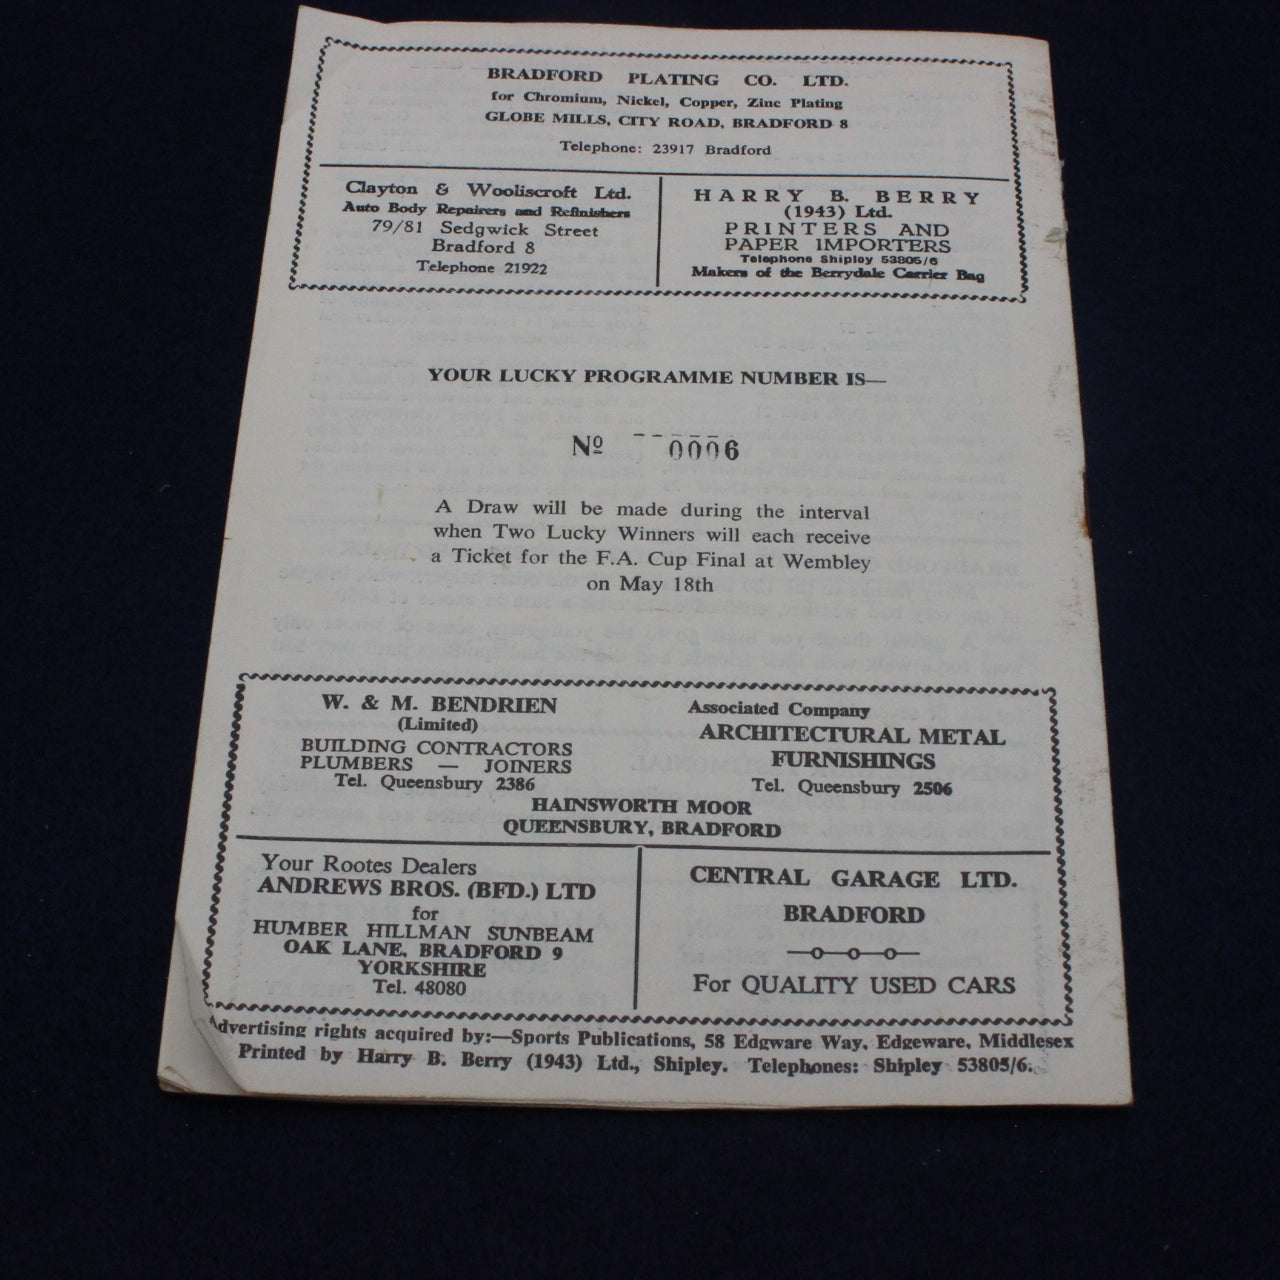 BRADFORD PLATING CO. LTD.
for Chromium, Nickel, Copper, Zinc Plating
GLOBE MILLS, CITY ROAD, BRADFORD 8
Telephone: 23917 Bradford
Clayton & Wooliscroft Ltd.
Auto Body Repairers and Refinishers
79/81 Sedgwick Street
Bradford 8
Telephone 21922
HARRY B. BERRY
(1943) Ltd.
PRINTERS AND
PAPER IMPORTERS
Telephone Shipley 53805/6
Makers of the Berrydale Carrier Bag
YOUR LUCKY PROGRAMME NUMBER IS—
Nº 0006
A Draw will be made during the interval
when Two Lucky Winners will each receive
a Ticket for the F.A. Cup Final at Wembley
on May 18th
W. & M. BENDRIEN
(Limited)
BUILDING CONTRACTORS
PLUMBERS — JOINERS
Tel. Queensbury 2386
Associated Company
ARCHITECTURAL METAL
FURNISHINGS
Tel. Queensbury 2506
HAINSWORTH MOOR
QUEENSBURY, BRADFORD
Your Rootes Dealers
ANDREWS BROS. (BFD.) LTD
for
HUMBER HILLMAN SUNBEAM
OAK LANE, BRADFORD 9
YORKSHIRE
Tel. 48080
CENTRAL GARAGE LTD.
BRADFORD
For QUALITY USED CARS
Advertising rights acquired by:—Sports Publications, 58 Edgware Way, Edgeware, Middlesex
Printed by Harry B. Berry (1943) Ltd., Shipley. Telephones: Shipley 53805/6.